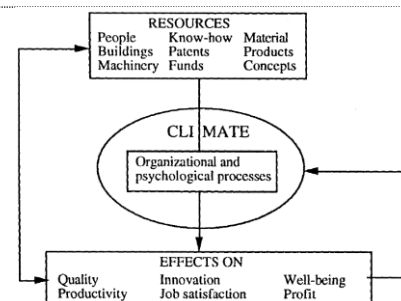 RESOURCES
People Know-how Material
Buildings Patents Products
Machinery Funds Concepts
CLIMATE
Organizational and
psychological processes
EFFECTS ON
Quality Innovation Well-being
Productivity Job satisfaction Profit